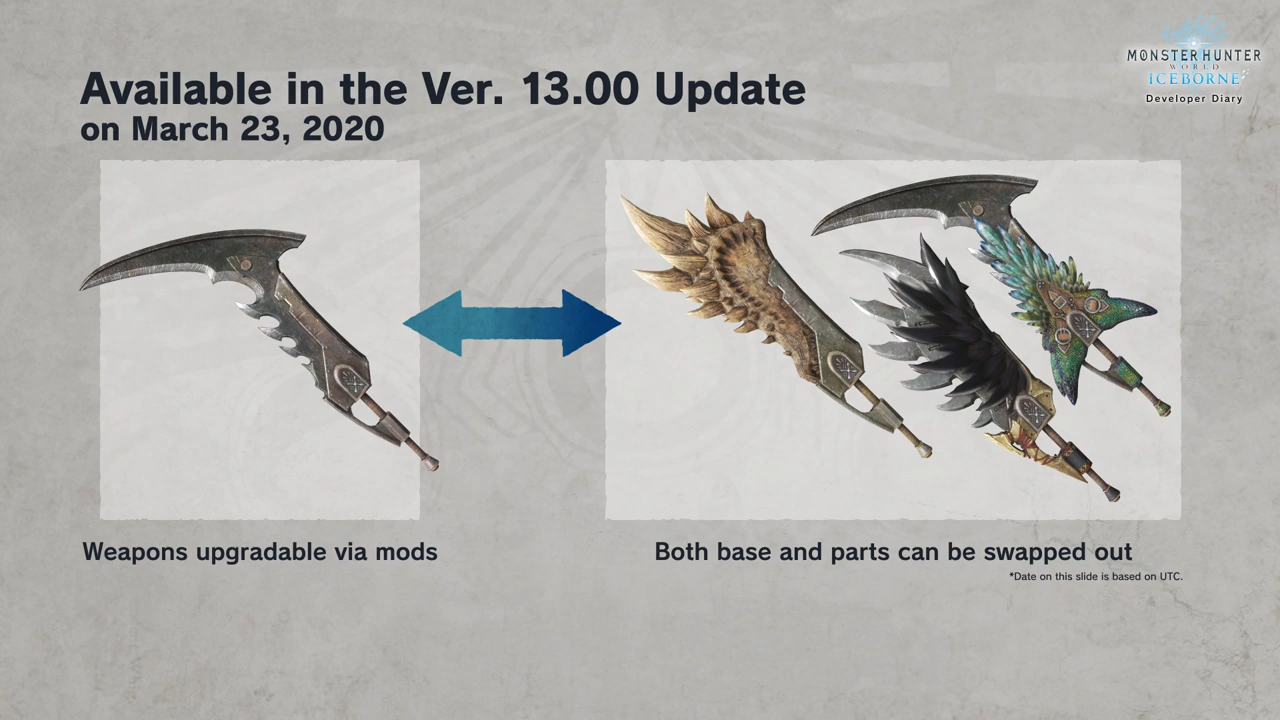 Available in the Ver. 13.00 Update
on March 23, 2020
MONSTER HUNTER
WORLD
ICEBORNE
Developer Diary
Weapons upgradable via mods
Both base and parts can be swapped out
*Date on this slide is based on UTC.